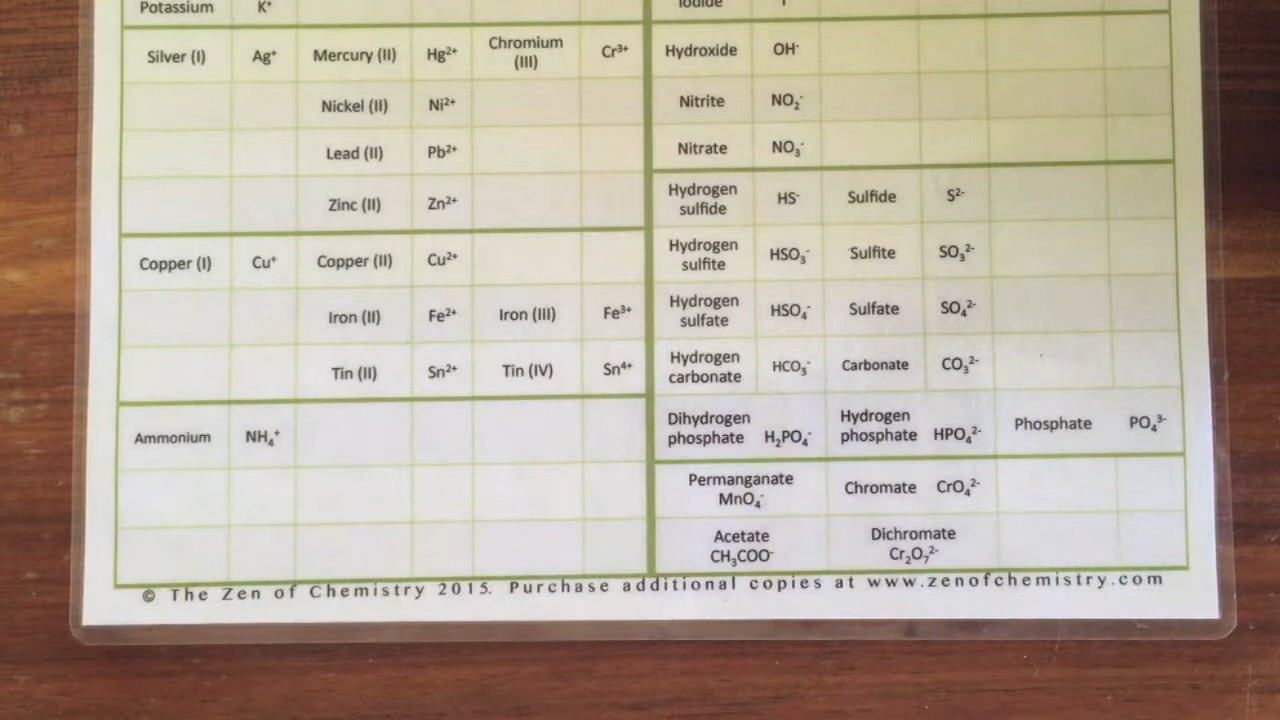 Potassium K⁺ Iodide I⁻
Silver (I) Ag⁺ Mercury (II) Hg²⁺ Chromium (III) Cr³⁺ Hydroxide OH⁻
Nickel (II) Ni²⁺ Nitrite NO₂⁻
Lead (II) Pb²⁺ Nitrate NO₃⁻
Zinc (II) Zn²⁺ Hydrogen sulfide HS⁻ Sulfide S²⁻
Copper (I) Cu⁺ Copper (II) Cu²⁺ Hydrogen sulfite HSO₃⁻ Sulfite SO₃²⁻
Iron (II) Fe²⁺ Iron (III) Fe³⁺ Hydrogen sulfate HSO₄⁻ Sulfate SO₄²⁻
Tin (II) Sn²⁺ Tin (IV) Sn⁴⁺ Hydrogen carbonate HCO₃⁻ Carbonate CO₃²⁻
Ammonium NH₄⁺ Dihydrogen phosphate H₂PO₄⁻ Hydrogen phosphate HPO₄²⁻ Phosphate PO₄³⁻
Permanganate MnO₄⁻ Chromate CrO₄²⁻
Acetate CH₃COO⁻ Dichromate Cr₂O₇²⁻
© The Zen of Chemistry 2015. Purchase additional copies at www.zenofchemistry.com